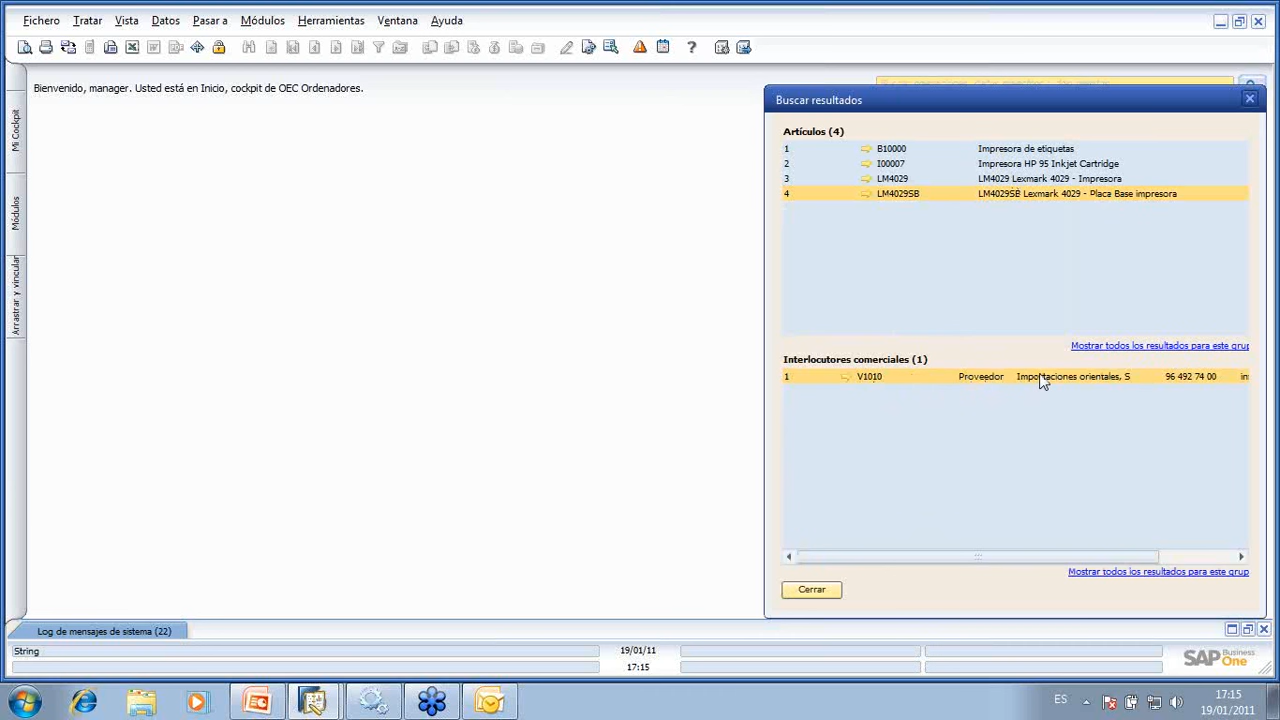 Fichero Tratar Vista Datos Pasar a Módulos Herramientas Ventana Ayuda
Bienvenido, manager. Usted está en Inicio, cockpit de OEC Ordenadores.
Mi Cockpit
Módulos
Arrastrar y vincular
Buscar resultados
Artículos (4)
1 B10000 Impresora de etiquetas
2 I00007 Impresora HP 95 Inkjet Cartridge
3 LM4029 LM4029 Lexmark 4029 - Impresora
4 LM4029SB LM4029SB Lexmark 4029 - Placa Base impresora
Mostrar todos los resultados para este grup
Interlocutores comerciales (1)
1 V1010 Proveedor Importaciones orientales, S 96 492 74 00 in
Mostrar todos los resultados para este grup
Cerrar
Log de mensajes de sistema (22)
String 19/01/11
17:15
SAP Business One
ES 17:15
19/01/2011